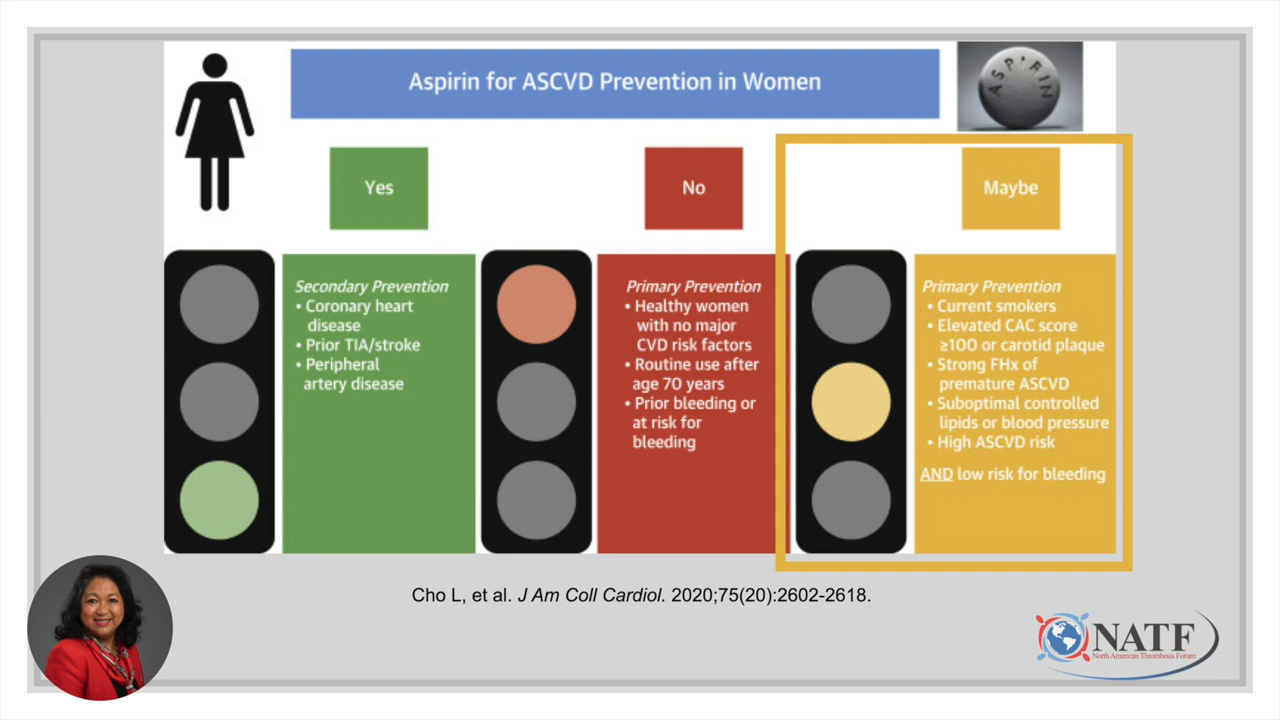 Aspirin for ASCVD Prevention in Women
ASPIRIN
Yes
No
Maybe
Secondary Prevention
• Coronary heart
disease
• Prior TIA/stroke
• Peripheral
artery disease
Primary Prevention
• Healthy women
with no major
CVD risk factors
• Routine use after
age 70 years
• Prior bleeding or
at risk for
bleeding
Primary Prevention
• Current smokers
• Elevated CAC score
≥100 or carotid plaque
• Strong FHx of
premature ASCVD
• Suboptimal controlled
lipids or blood pressure
• High ASCVD risk
AND low risk for bleeding
Cho L, et al. J Am Coll Cardiol. 2020;75(20):2602-2618.
NATF
North American Thrombosis Forum